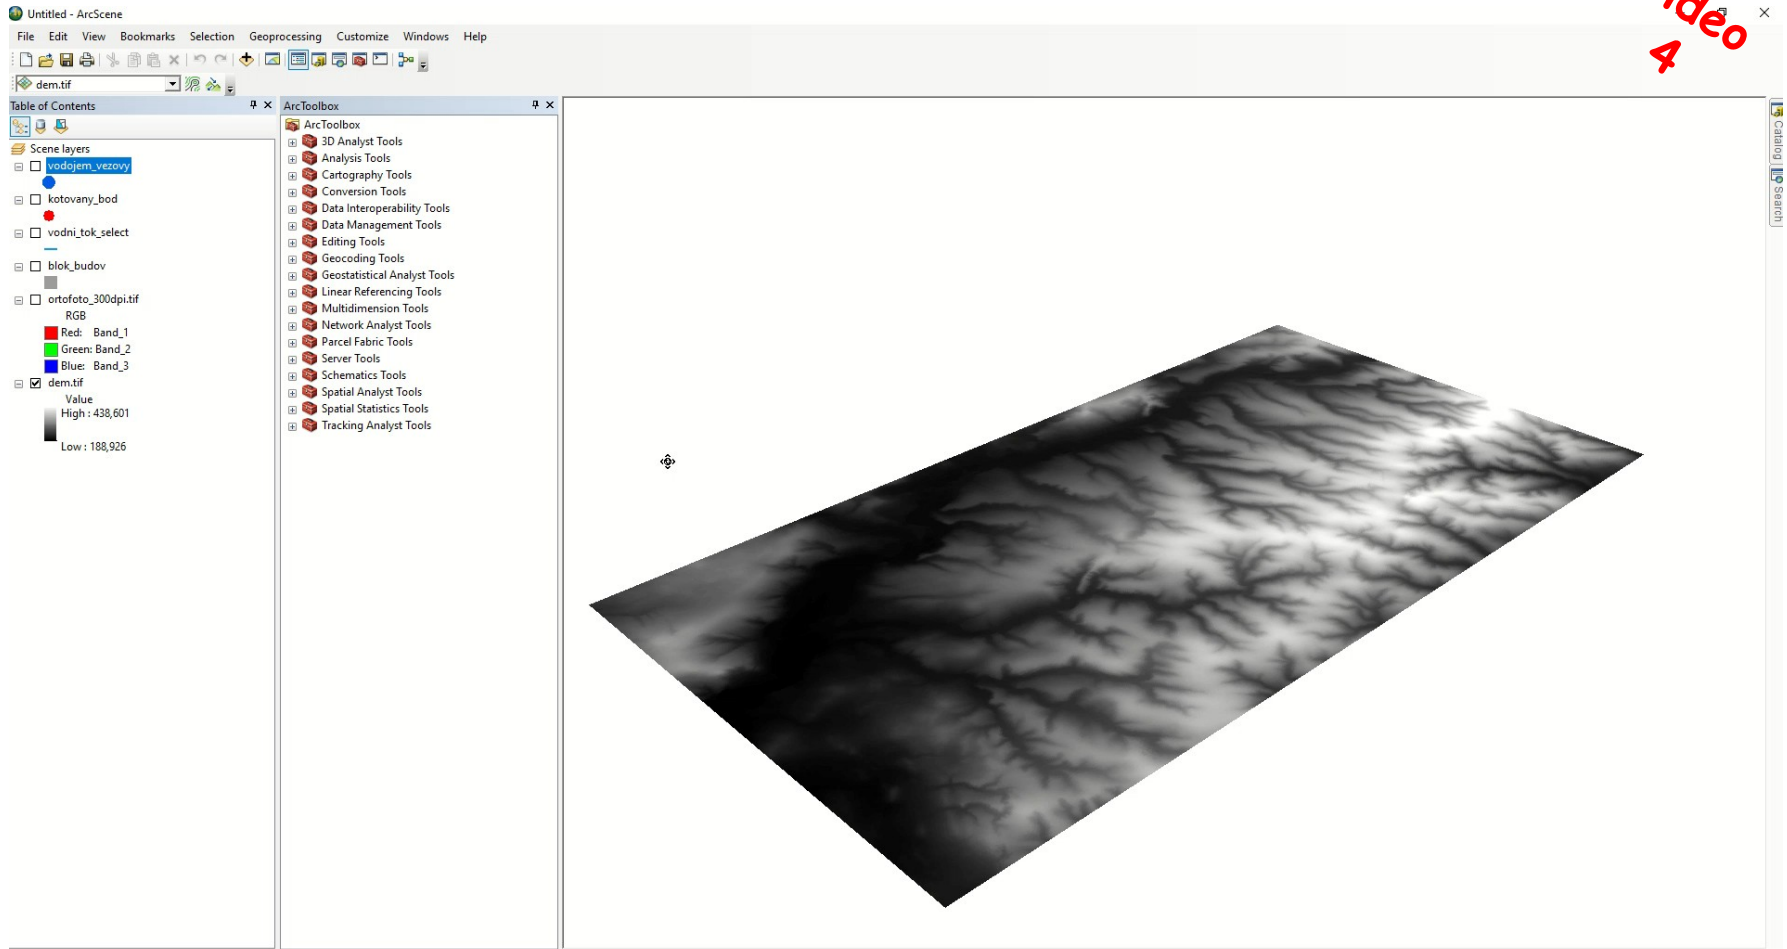 Untitled - ArcScene
File Edit View Bookmarks Selection Geoprocessing Customize Windows Help
dem.tif
Table of Contents
Scene layers
vodojem_vezovy
kotovany_bod
vodni_tok_select
blok_budov
ortofoto_300dpi.tif
RGB
Red: Band_1
Green: Band_2
Blue: Band_3
dem.tif
Value
High : 438,601
Low : 188,926
ArcToolbox
ArcToolbox
3D Analyst Tools
Analysis Tools
Cartography Tools
Conversion Tools
Data Interoperability Tools
Data Management Tools
Editing Tools
Geocoding Tools
Geostatistical Analyst Tools
Linear Referencing Tools
Multidimension Tools
Network Analyst Tools
Parcel Fabric Tools
Server Tools
Schematics Tools
Spatial Analyst Tools
Spatial Statistics Tools
Tracking Analyst Tools
ideo
4
Catalog
Search